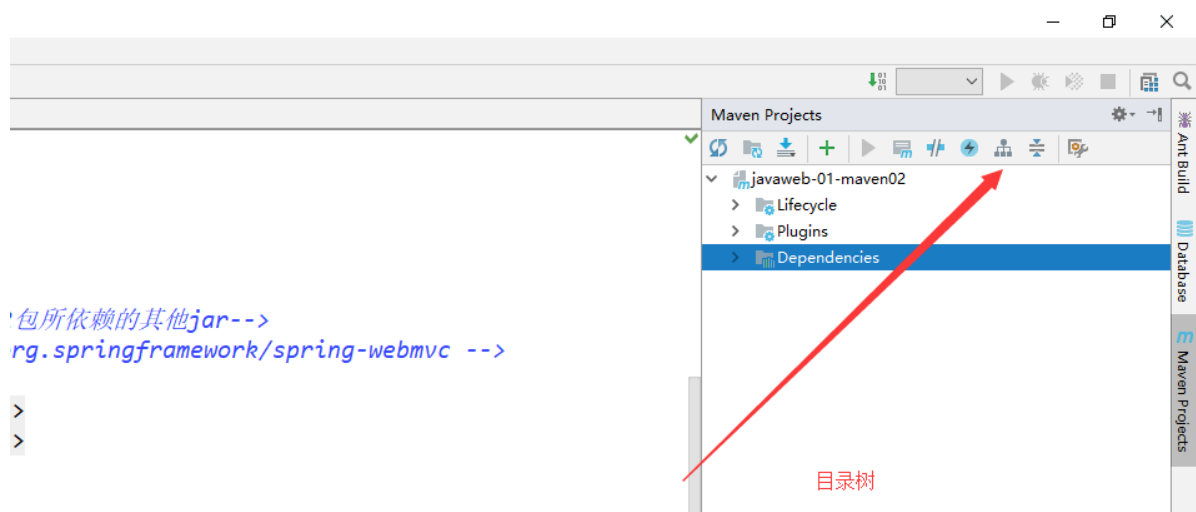 Maven Projects
javaweb-01-maven02
Lifecycle
Plugins
Dependencies
包所依赖的其他jar-->
rg.springframework/spring-webmvc -->
>
>
目录树
Ant Build
Database
Maven Projects